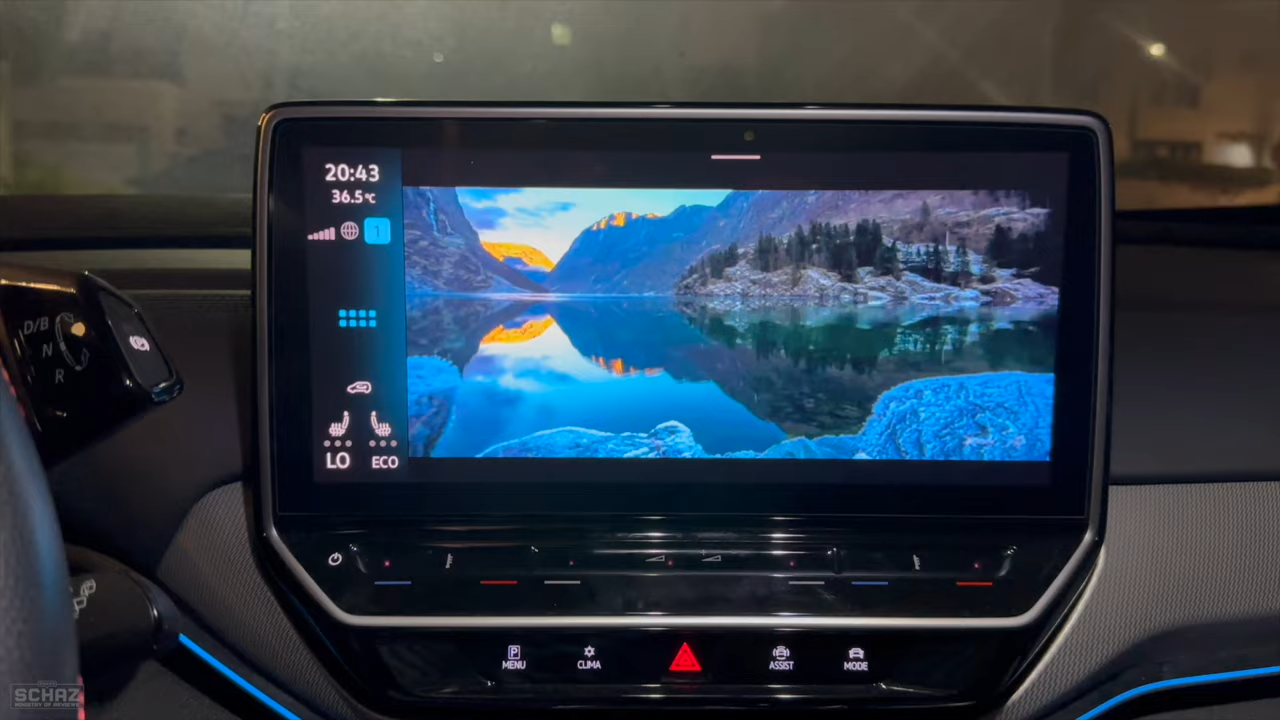 20:43
36.5°C
1
D/B
N
R
LO ECO
P
MENU CLIMA ASSIST MODE
SCHAZ
MINISTRY OF REVIEWS